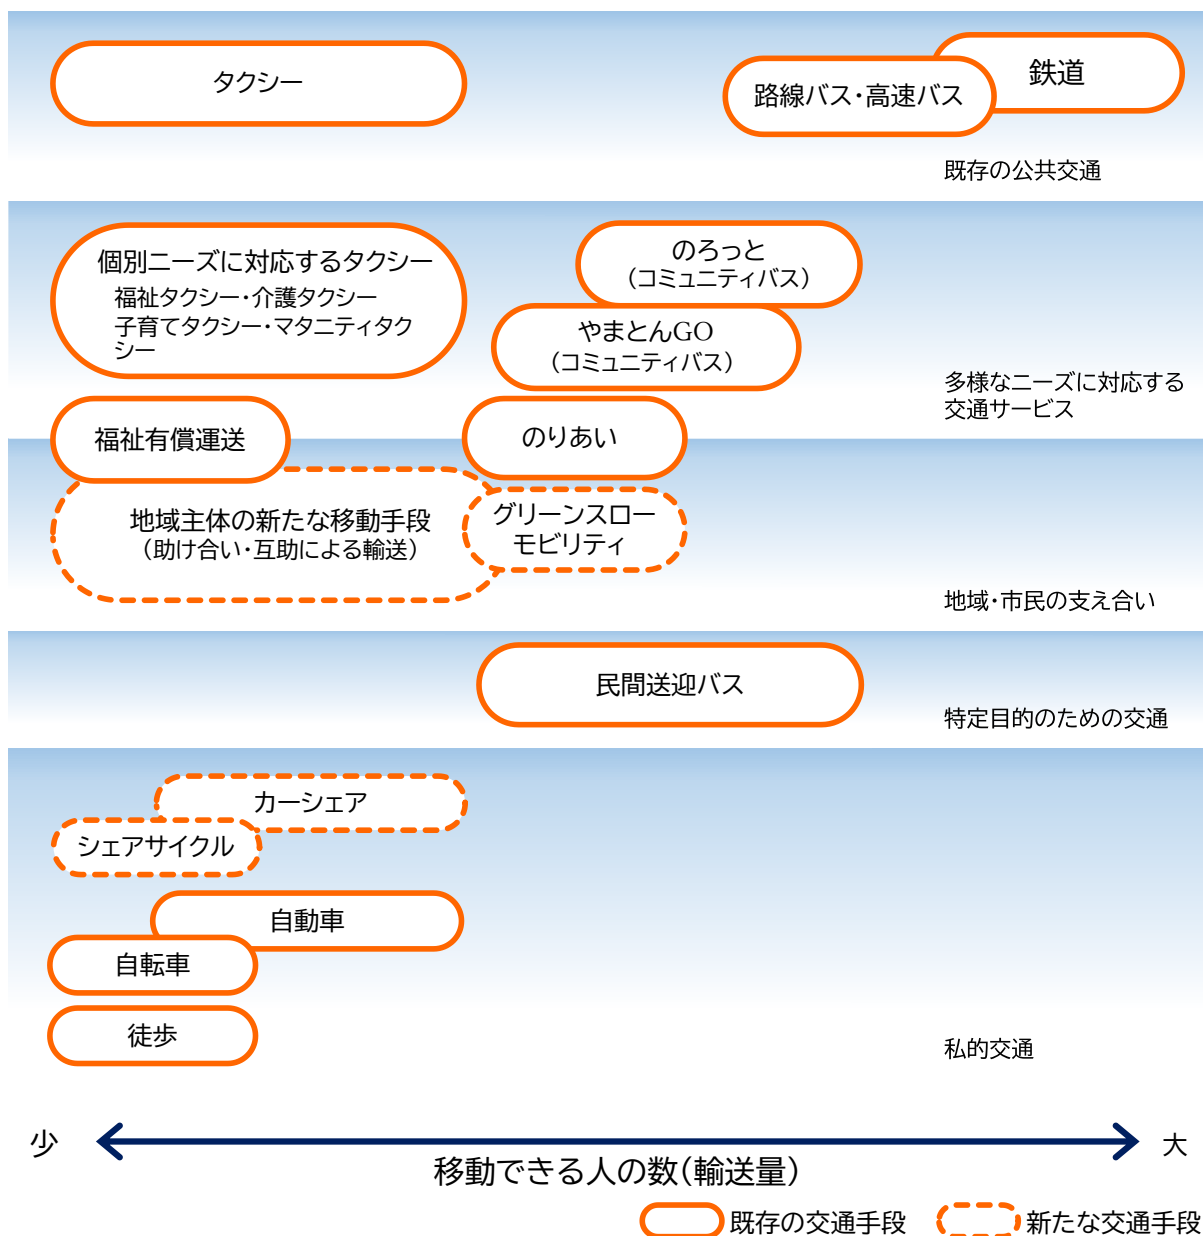 タクシー
鉄道
路線バス・高速バス
既存の公共交通
個別ニーズに対応するタクシー
福祉タクシー・介護タクシー
子育てタクシー・マタニティタク
シー
のろっと
（コミュニティバス）
やまとんGO
（コミュニティバス）
多様なニーズに対応する
交通サービス
福祉有償運送
のりあい
地域主体の新たな移動手段
（助け合い・互助による輸送）
グリーンスロー
モビリティ
地域・市民の支え合い
民間送迎バス
特定目的のための交通
カーシェア
シェアサイクル
自動車
自転車
徒歩
私的交通
少
大
移動できる人の数（輸送量）
既存の交通手段
新たな交通手段